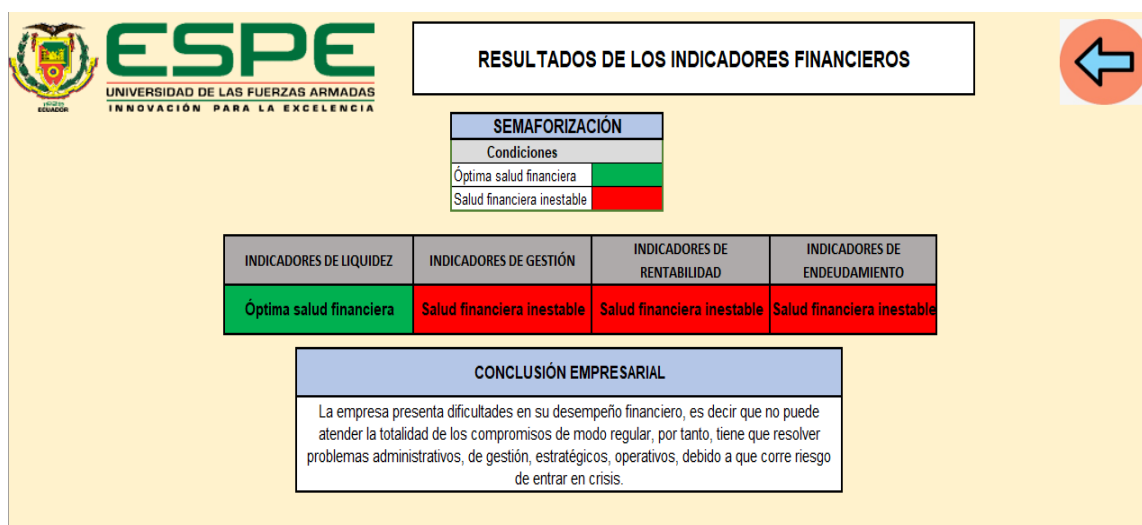 ESPE
UNIVERSIDAD DE LAS FUERZAS ARMADAS
INNOVACIÓN PARA LA EXCELENCIA
ECUADOR
RESULTADOS DE LOS INDICADORES FINANCIEROS
SEMAFORIZACIÓN
Condiciones
Óptima salud financiera
Salud financiera inestable
INDICADORES DE LIQUIDEZ
INDICADORES DE GESTIÓN
INDICADORES DE
RENTABILIDAD
INDICADORES DE
ENDEUDAMIENTO
Óptima salud financiera
Salud financiera inestable
Salud financiera inestable
Salud financiera inestable
CONCLUSIÓN EMPRESARIAL
La empresa presenta dificultades en su desempeño financiero, es decir que no puede
atender la totalidad de los compromisos de modo regular, por tanto, tiene que resolver
problemas administrativos, de gestión, estratégicos, operativos, debido a que corre riesgo
de entrar en crisis.